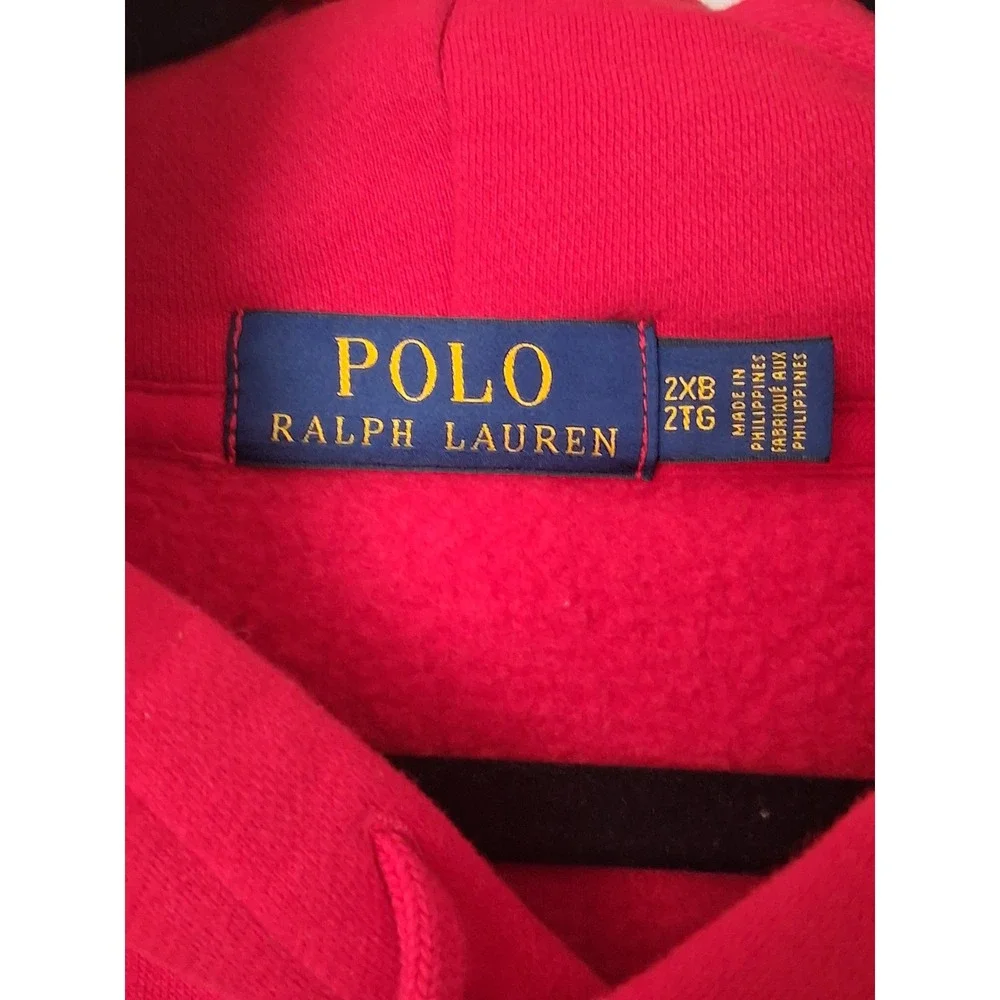 POLO
RALPH LAUREN
2XB
2TG
MADE IN
PHILIPPINES
FABRIQUÉ AUX
PHILIPPINES